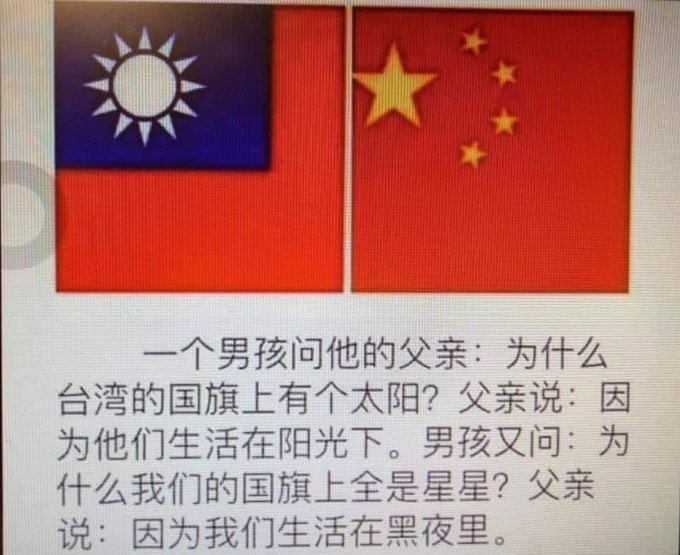 一个男孩问他的父亲：为什么
台湾的国旗上有个太阳？父亲说：因
为他们生活在阳光下。男孩又问：为
什么我们的国旗上全是星星？父亲
说：因为我们生活在黑夜里。